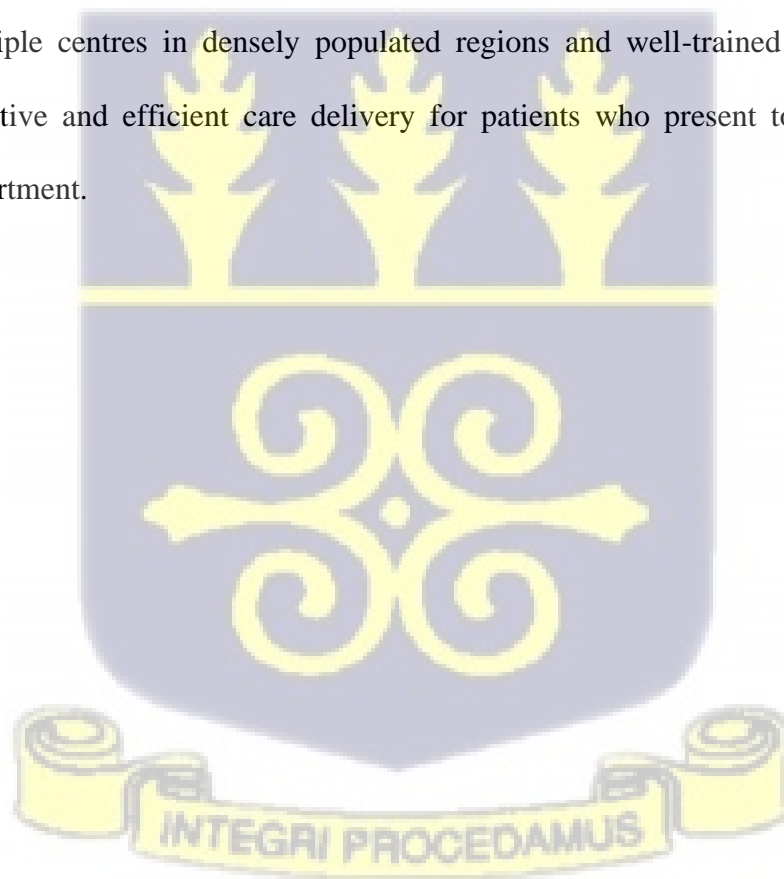 iple centres in densely populated regions and well-trained
tive and efficient care delivery for patients who present to
rtment.
INTEGRI PROCEDAMUS